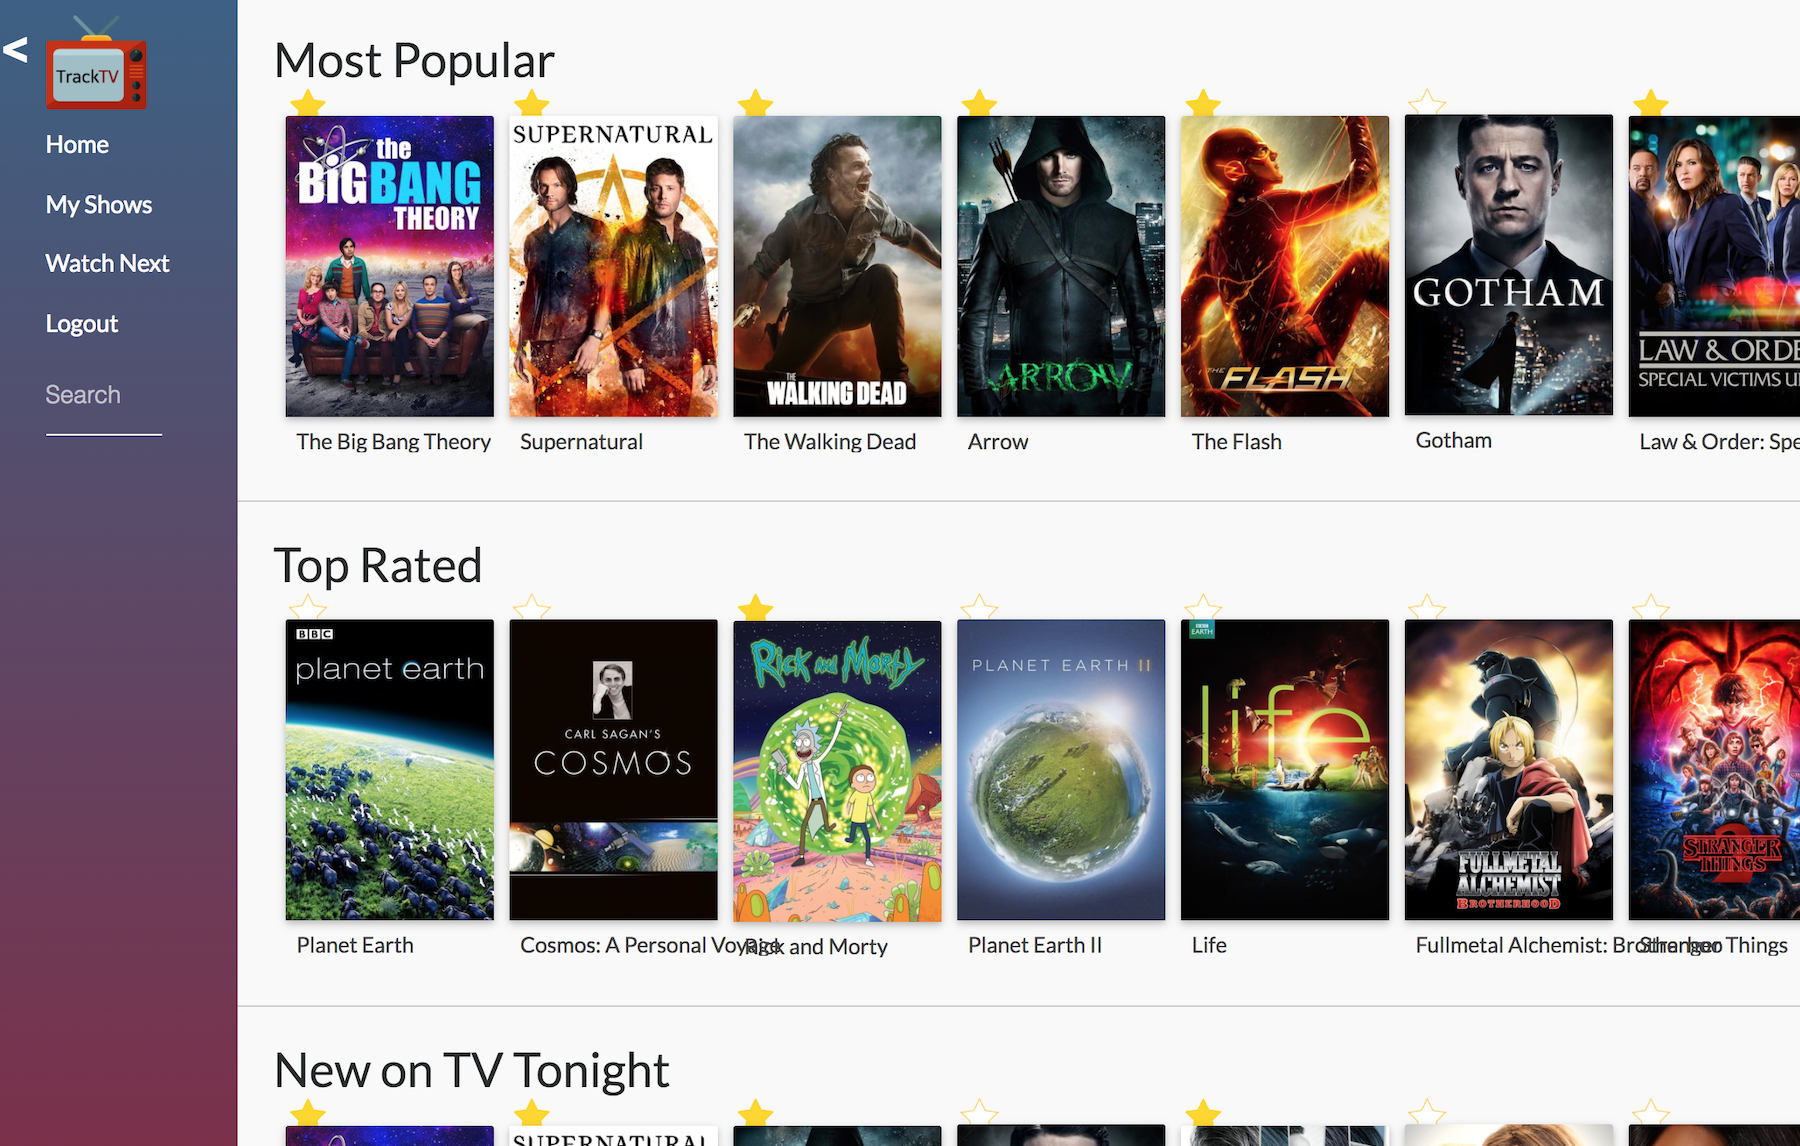 <
TrackTV
Home
My Shows
Watch Next
Logout
Search
Most Popular
the
BIG BANG
THEORY
SUPERNATURAL
THE
WALKING DEAD
ARROW
THE FLASH
GOTHAM
LAW & ORDE
SPECIAL VICTIMS U
The Big Bang Theory
Supernatural
The Walking Dead
Arrow
The Flash
Gotham
Law & Order: Spe
Top Rated
BBC
planet earth
CARL SAGAN'S
COSMOS
Rick and Morty
PLANET EARTH II
BBC
EARTH
life
FULLMETAL
ALCHEMIST
BROTHERHOOD
STRANGER
THINGS
2
Planet Earth
Cosmos: A Personal Voyage
Rick and Morty
Planet Earth II
Life
Fullmetal Alchemist: Brotherhoo
Stranger Things
New on TV Tonight
SUPERNATURAL